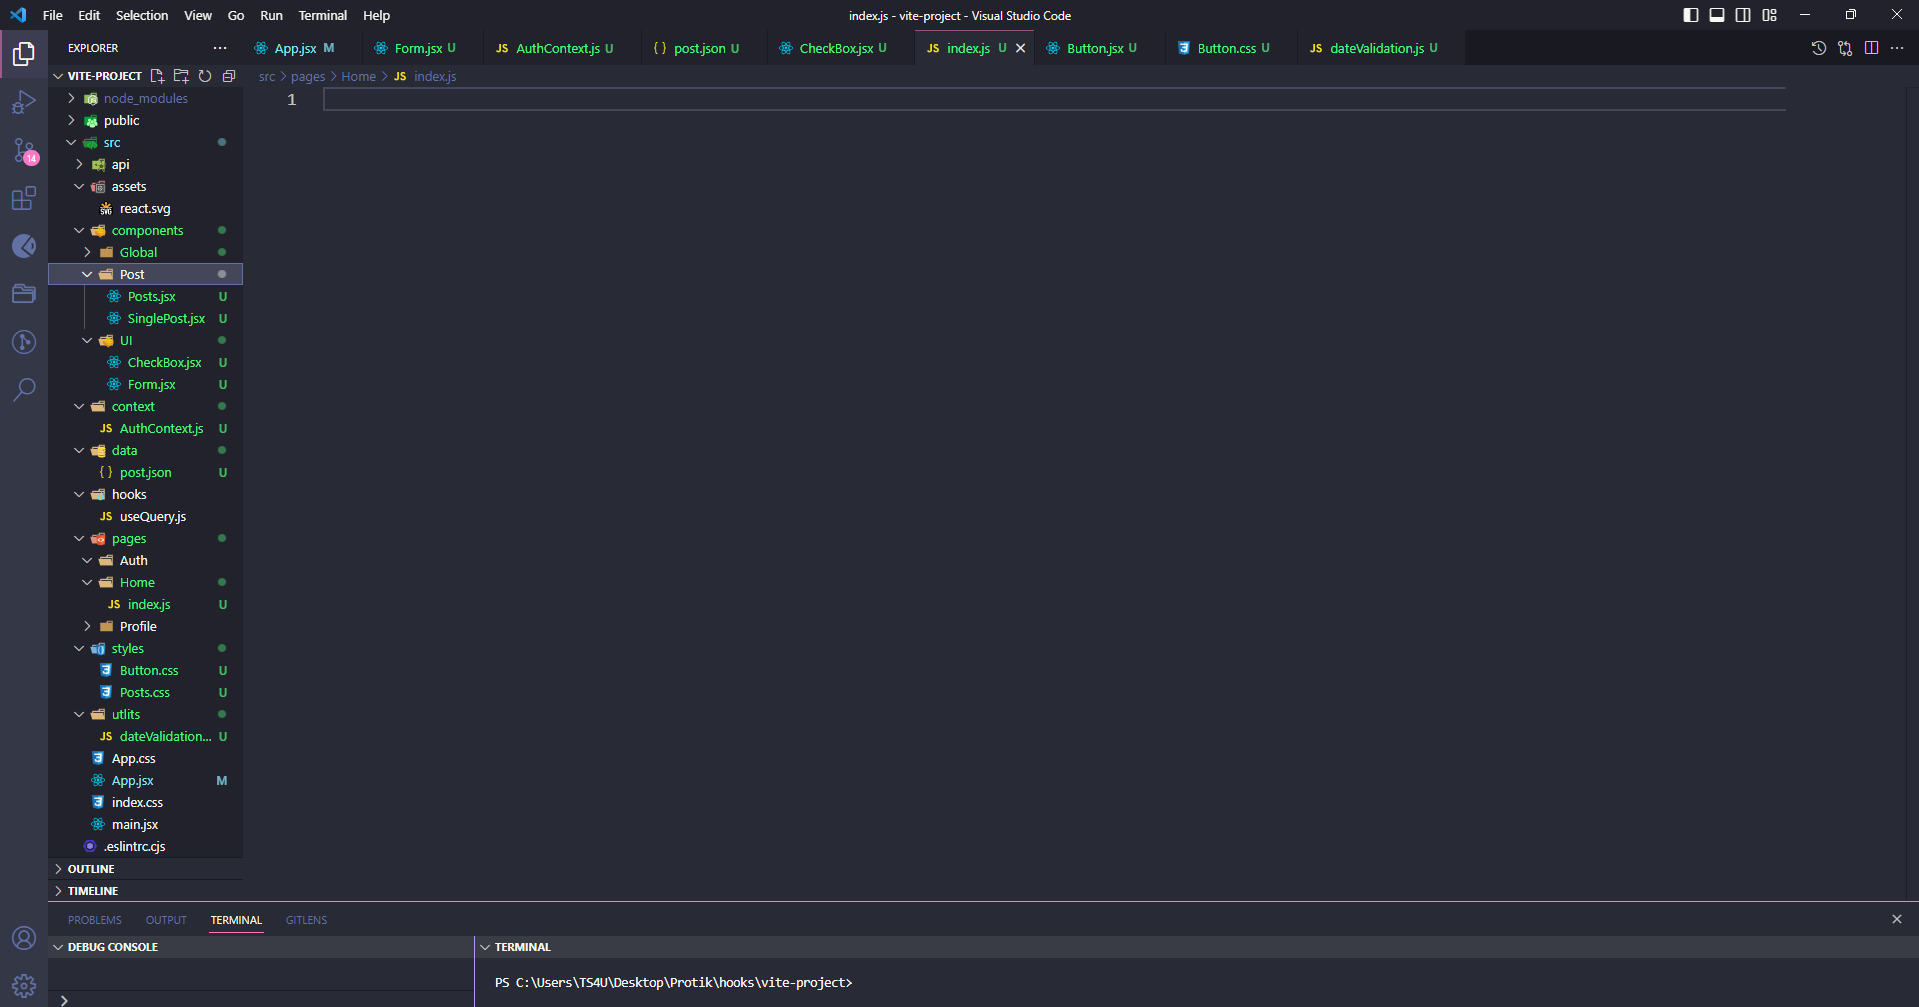 File Edit Selection View Go Run Terminal Help
index.js - vite-project - Visual Studio Code
EXPLORER
App.jsx M
Form.jsx U
JS AuthContext.js U
{ } post.json U
CheckBox.jsx U
JS index.js U
Button.jsx U
Button.css U
JS dateValidation.js U
VITE-PROJECT
src > pages > Home > JS index.js
1
node_modules
public
src
api
assets
SVG react.svg
components
Global
Post
Posts.jsx U
SinglePost.jsx U
UI
CheckBox.jsx U
Form.jsx U
context
JS AuthContext.js U
data
{ } post.json U
hooks
JS useQuery.js
pages
Auth
Home
JS index.js U
Profile
styles
Button.css U
Posts.css U
utlits
JS dateValidation... U
App.css
App.jsx M
index.css
main.jsx
.eslintrc.cjs
OUTLINE
TIMELINE
14
PROBLEMS OUTPUT TERMINAL GITLENS
DEBUG CONSOLE
TERMINAL
PS C:\Users\TS4U\Desktop\Protik\hooks\vite-project>